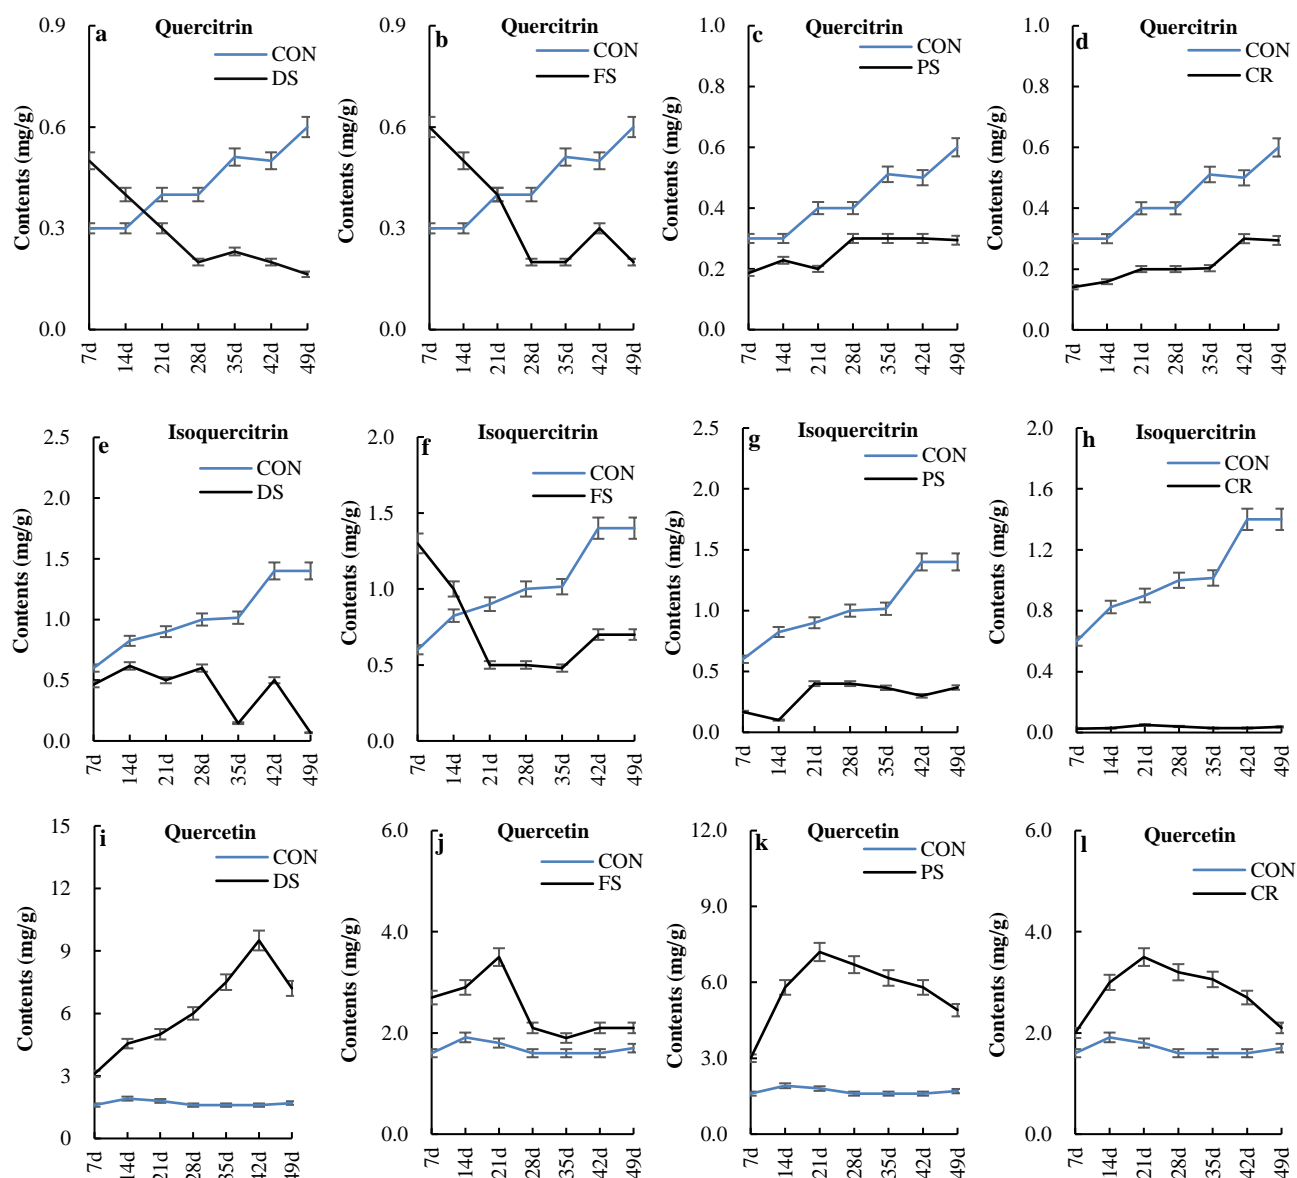 a
Quercitrin
CON
DS
Contents (mg/g)
0.9
0.6
0.3
0.0
7d 14d 21d 28d 35d 42d 49d
b
Quercitrin
CON
FS
Contents (mg/g)
0.9
0.6
0.3
0.0
7d 14d 21d 28d 35d 42d 49d
c
Quercitrin
CON
PS
Contents (mg/g)
1.0
0.8
0.6
0.4
0.2
0.0
7d 14d 21d 28d 35d 42d 49d
d
Quercitrin
CON
CR
Contents (mg/g)
1.0
0.8
0.6
0.4
0.2
0.0
7d 14d 21d 28d 35d 42d 49d
e
Isoquercitrin
CON
DS
Contents (mg/g)
2.5
2.0
1.5
1.0
0.5
0.0
7d 14d 21d 28d 35d 42d 49d
f
Isoquercitrin
CON
FS
Contents (mg/g)
2.0
1.5
1.0
0.5
0.0
7d 14d 21d 28d 35d 42d 49d
g
Isoquercitrin
CON
PS
Contents (mg/g)
2.5
2.0
1.5
1.0
0.5
0.0
7d 14d 21d 28d 35d 42d 49d
h
Isoquercitrin
CON
CR
Contents (mg/g)
2.0
1.6
1.2
0.8
0.4
0.0
7d 14d 21d 28d 35d 42d 49d
i
Quercetin
CON
DS
Contents (mg/g)
15
12
9
6
3
0
7d 14d 21d 28d 35d 42d 49d
j
Quercetin
CON
FS
Contents (mg/g)
6.0
4.0
2.0
0.0
7d 14d 21d 28d 35d 42d 49d
k
Quercetin
CON
PS
Contents (mg/g)
12.0
9.0
6.0
3.0
0.0
7d 14d 21d 28d 35d 42d 49d
l
Quercetin
CON
CR
Contents (mg/g)
6.0
4.0
2.0
0.0
7d 14d 21d 28d 35d 42d 49d